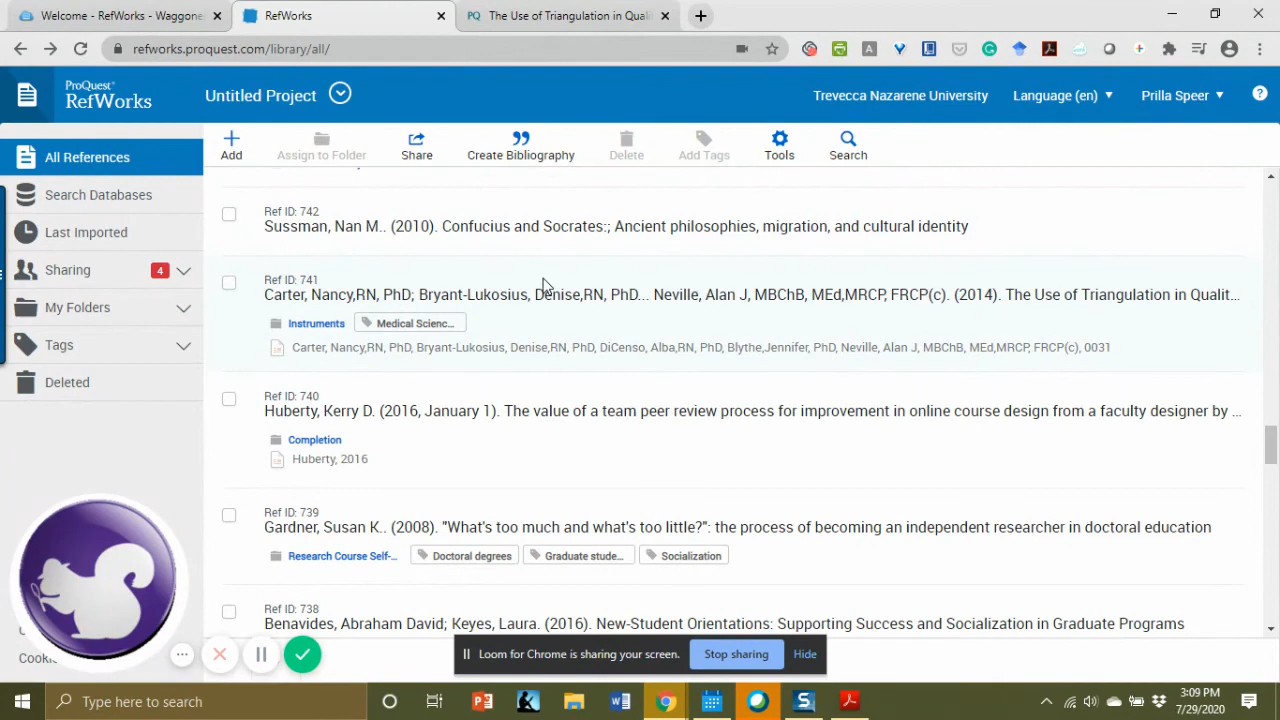 Welcome - RefWorks - Waggone
RefWorks
PQ The Use of Triangulation in Quali
refworks.proquest.com/library/all/
ProQuest®
RefWorks
Untitled Project
Trevecca Nazarene University
Language (en)
Prilla Speer
All References
Search Databases
Last Imported
Sharing 4
My Folders
Tags
Deleted
Add
Assign to Folder
Share
Create Bibliography
Delete
Add Tags
Tools
Search
Ref ID: 742
Sussman, Nan M.. (2010). Confucius and Socrates:; Ancient philosophies, migration, and cultural identity
Ref ID: 741
Carter, Nancy,RN, PhD; Bryant-Lukosius, Denise,RN, PhD... Neville, Alan J, MBChB, MEd,MRCP, FRCP(c). (2014). The Use of Triangulation in Qualit...
Instruments Medical Scienc...
Carter, Nancy,RN, PhD, Bryant-Lukosius, Denise,RN, PhD, DiCenso, Alba,RN, PhD, Blythe,Jennifer, PhD, Neville, Alan J, MBChB, MEd,MRCP, FRCP(c), 0031
Ref ID: 740
Huberty, Kerry D. (2016, January 1). The value of a team peer review process for improvement in online course design from a faculty designer by ...
Completion
Huberty, 2016
Ref ID: 739
Gardner, Susan K.. (2008). "What's too much and what's too little?": the process of becoming an independent researcher in doctoral education
Research Course Self-... Doctoral degrees Graduate stude... Socialization
Ref ID: 738
Benavides, Abraham David; Keyes, Laura. (2016). New-Student Orientations: Supporting Success and Socialization in Graduate Programs
Cooki
Loom for Chrome is sharing your screen.
Stop sharing
Hide
Type here to search
3:09 PM
7/29/2020